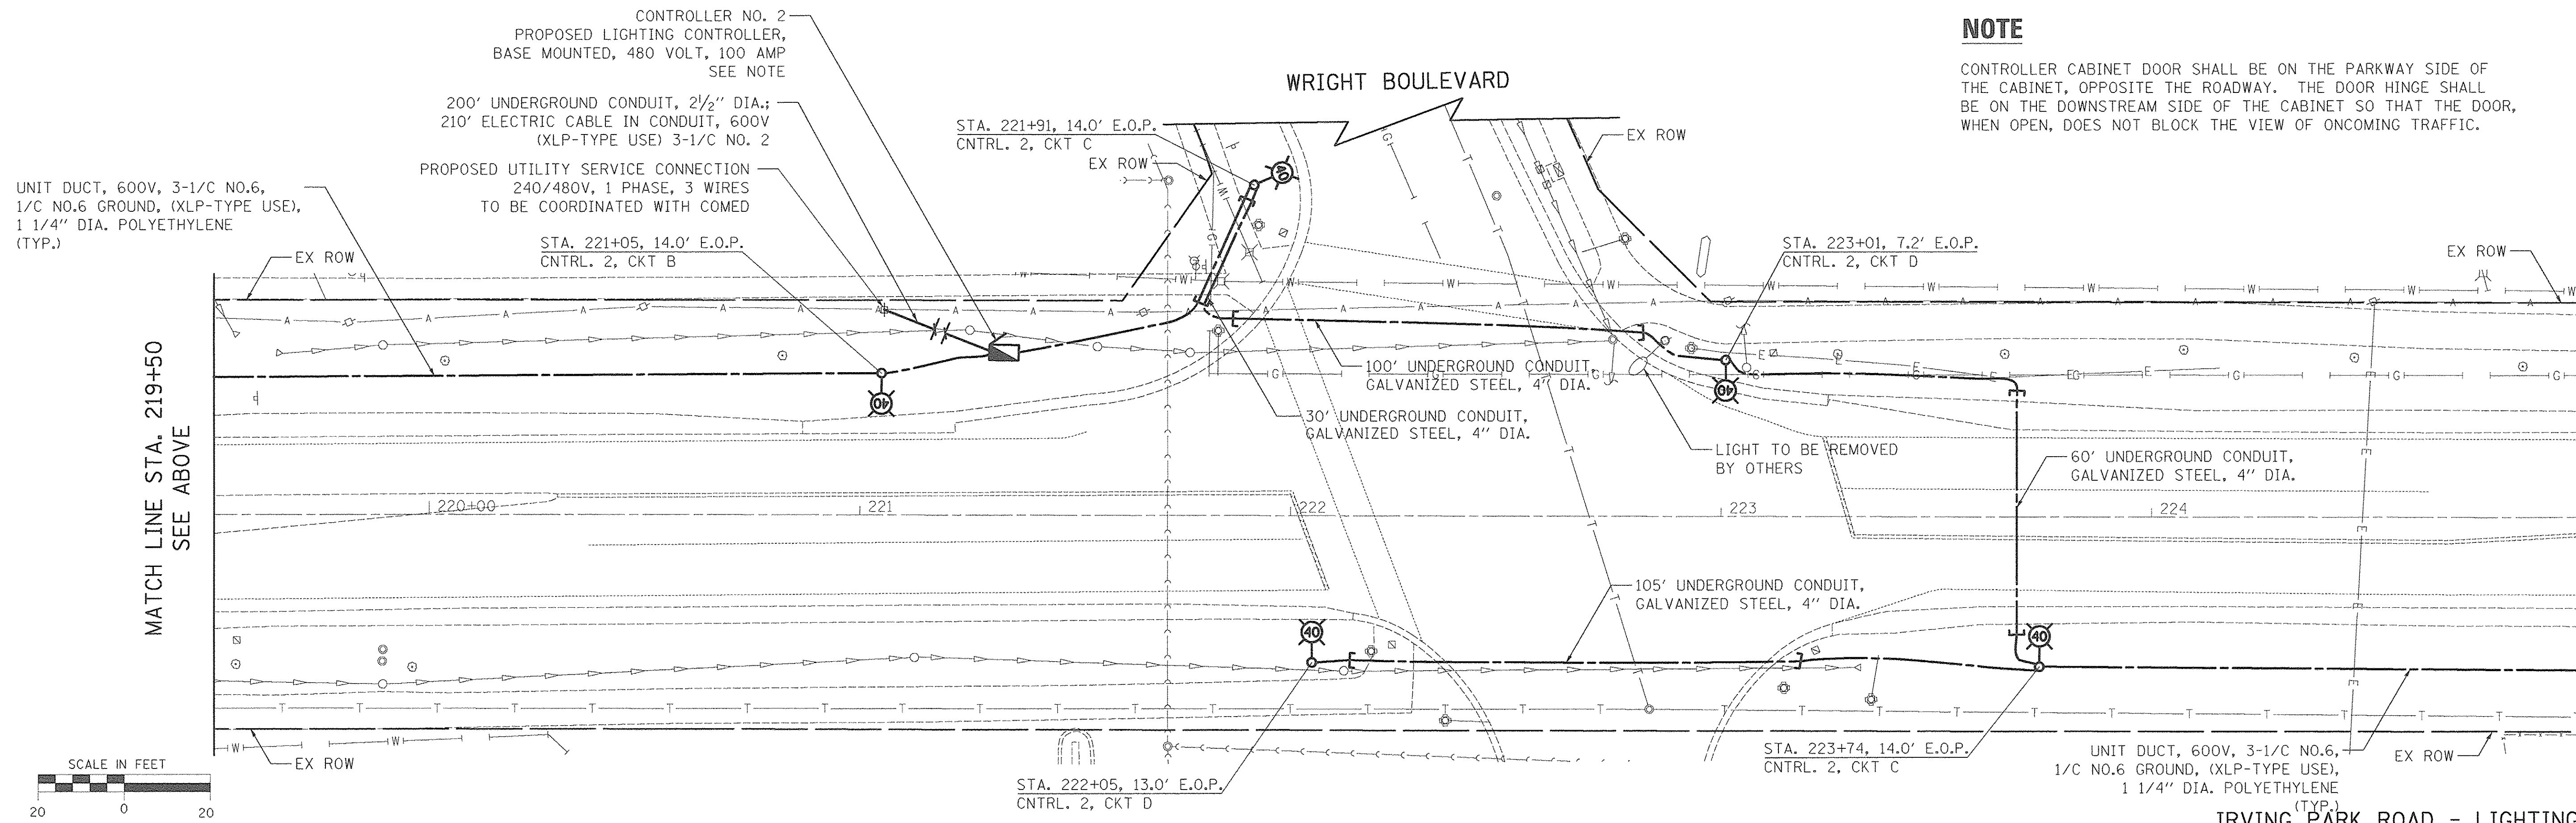 CONTROLLER NO. 2
PROPOSED LIGHTING CONTROLLER,
BASE MOUNTED, 480 VOLT, 100 AMP
SEE NOTE
200' UNDERGROUND CONDUIT, 2 1/2" DIA.;
210' ELECTRIC CABLE IN CONDUIT, 600V
(XLP-TYPE USE) 3-1/C NO. 2
PROPOSED UTILITY SERVICE CONNECTION
240/480V, 1 PHASE, 3 WIRES
TO BE COORDINATED WITH COMED
UNIT DUCT, 600V, 3-1/C NO.6,
1/C NO.6 GROUND, (XLP-TYPE USE),
1 1/4" DIA. POLYETHYLENE
(TYP.)
EX ROW
STA. 221+05, 14.0' E.O.P.
CNTRL. 2, CKT B
STA. 221+91, 14.0' E.O.P.
CNTRL. 2, CKT C
EX ROW
WRIGHT BOULEVARD
EX ROW
NOTE
CONTROLLER CABINET DOOR SHALL BE ON THE PARKWAY SIDE OF
THE CABINET, OPPOSITE THE ROADWAY. THE DOOR HINGE SHALL
BE ON THE DOWNSTREAM SIDE OF THE CABINET SO THAT THE DOOR,
WHEN OPEN, DOES NOT BLOCK THE VIEW OF ONCOMING TRAFFIC.
STA. 223+01, 7.2' E.O.P.
CNTRL. 2, CKT D
EX ROW
40
40
40
100' UNDERGROUND CONDUIT,
GALVANIZED STEEL, 4" DIA.
30' UNDERGROUND CONDUIT,
GALVANIZED STEEL, 4" DIA.
LIGHT TO BE REMOVED
BY OTHERS
60' UNDERGROUND CONDUIT,
GALVANIZED STEEL, 4" DIA.
MATCH LINE STA. 219+50
SEE ABOVE
220+00
221
222
223
224
105' UNDERGROUND CONDUIT,
GALVANIZED STEEL, 4" DIA.
40
40
EX ROW
SCALE IN FEET
20
0
20
STA. 222+05, 13.0' E.O.P.
CNTRL. 2, CKT D
STA. 223+74, 14.0' E.O.P.
CNTRL. 2, CKT C
UNIT DUCT, 600V, 3-1/C NO.6,
1/C NO.6 GROUND, (XLP-TYPE USE),
1 1/4" DIA. POLYETHYLENE
(TYP.)
EX ROW
IRVING PARK ROAD - LIGHTING